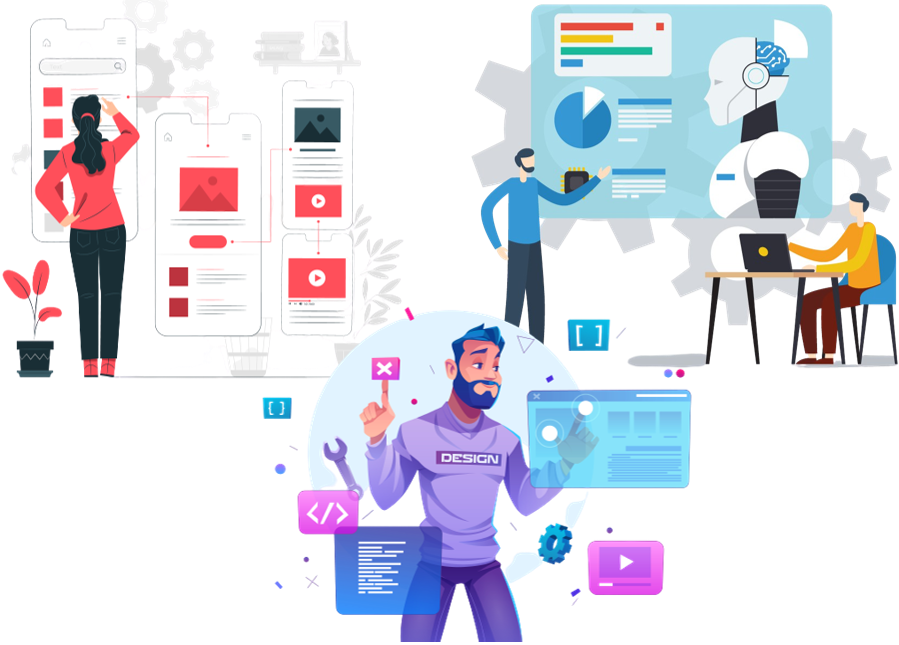 DESIGN
[ ]
{ }
</>